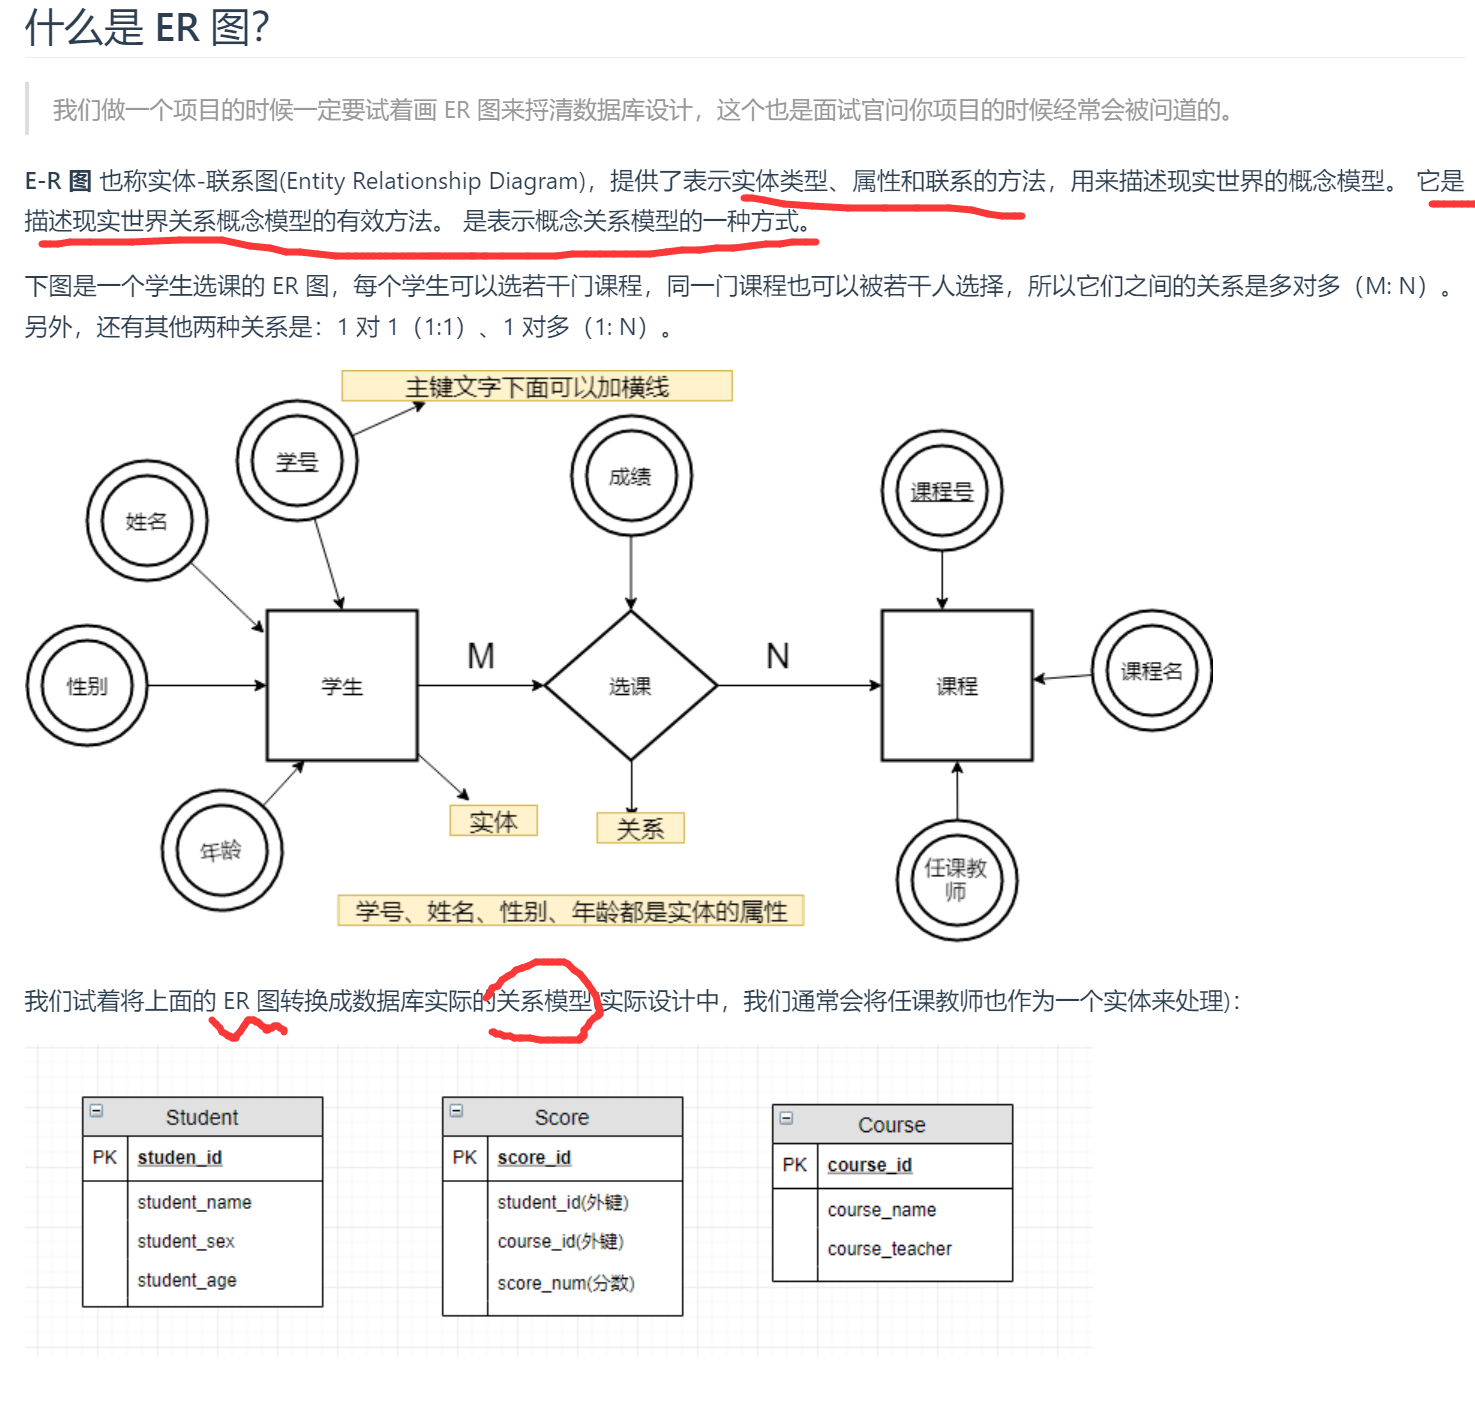 什么是 ER 图？
我们做一个项目的时候一定要试着画 ER 图来捋清数据库设计，这个也是面试官问你项目的时候经常会被问道的。
E-R 图 也称实体-联系图(Entity Relationship Diagram)，提供了表示实体类型、属性和联系的方法，用来描述现实世界的概念模型。 它是
描述现实世界关系概念模型的有效方法。 是表示概念关系模型的一种方式。
下图是一个学生选课的 ER 图，每个学生可以选若干门课程，同一门课程也可以被若干人选择，所以它们之间的关系是多对多（M: N）。
另外，还有其他两种关系是：1 对 1（1:1）、1 对多（1: N）。
主键文字下面可以加横线
学号
成绩
课程号
姓名
M
N
性别
学生
选课
课程
课程名
实体
关系
年龄
任课教
师
学号、姓名、性别、年龄都是实体的属性
我们试着将上面的 ER 图转换成数据库实际的关系模型(实际设计中，我们通常会将任课教师也作为一个实体来处理)：
Student
PK studen_id
student_name
student_sex
student_age
Score
PK score_id
student_id(外键)
course_id(外键)
score_num(分数)
Course
PK course_id
course_name
course_teacher